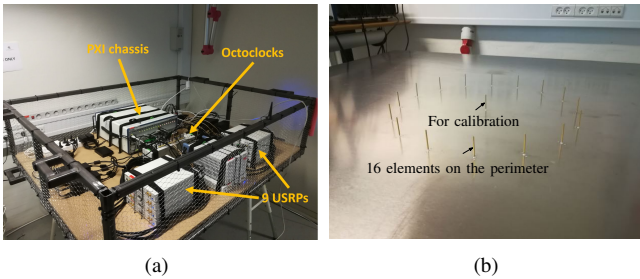 PXI chassis
Octoclocks
9 USRPs
For calibration
16 elements on the perimeter
(a)
(b)